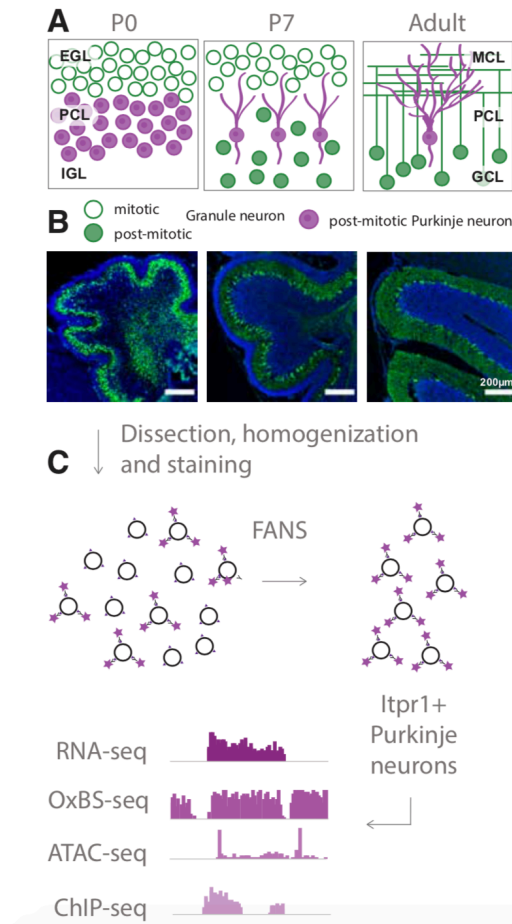 A
P0 P7 Adult
EGL MCL
PCL PCL
IGL GCL
B
mitotic
Granule neuron
post-mitotic
post-mitotic Purkinje neuron
200µm
C
Dissection, homogenization
and staining
FANS
Itpr1+
Purkinje
neurons
RNA-seq
OxBS-seq
ATAC-seq
ChIP-seq